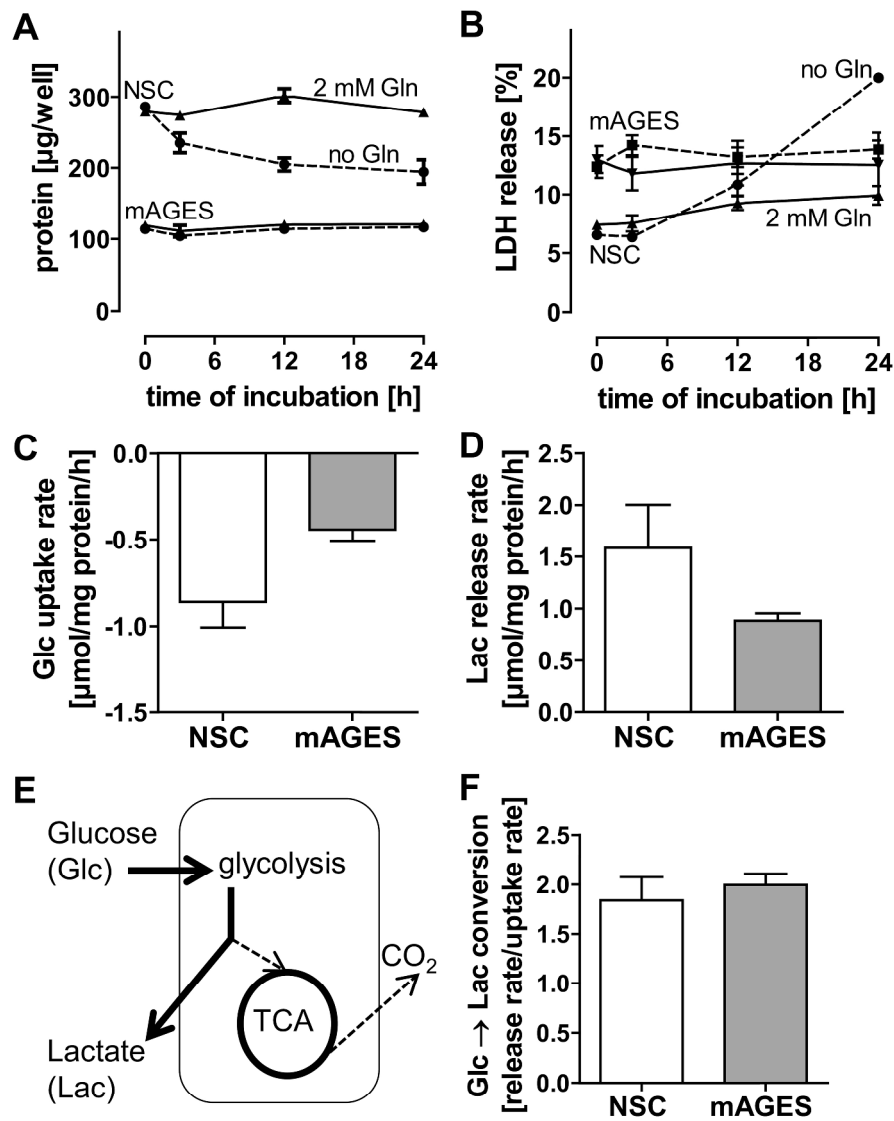 A
protein [µg/well]
300
200
100
0
NSC
2 mM Gln
no Gln
mAGES
0 6 12 18 24
time of incubation [h]
B
LDH release [%]
20
15
10
5
0
no Gln
mAGES
2 mM Gln
NSC
0 6 12 18 24
time of incubation [h]
C
Glc uptake rate
[µmol/mg protein/h]
0.0
-0.5
-1.0
-1.5
NSC mAGES
D
Lac release rate
[µmol/mg protein/h]
2.5
2.0
1.5
1.0
0.5
0.0
NSC mAGES
E
Glucose
(Glc)
glycolysis
CO₂
TCA
Lactate
(Lac)
F
Glc → Lac conversion
[release rate/uptake rate]
2.5
2.0
1.5
1.0
0.5
0.0
NSC mAGES